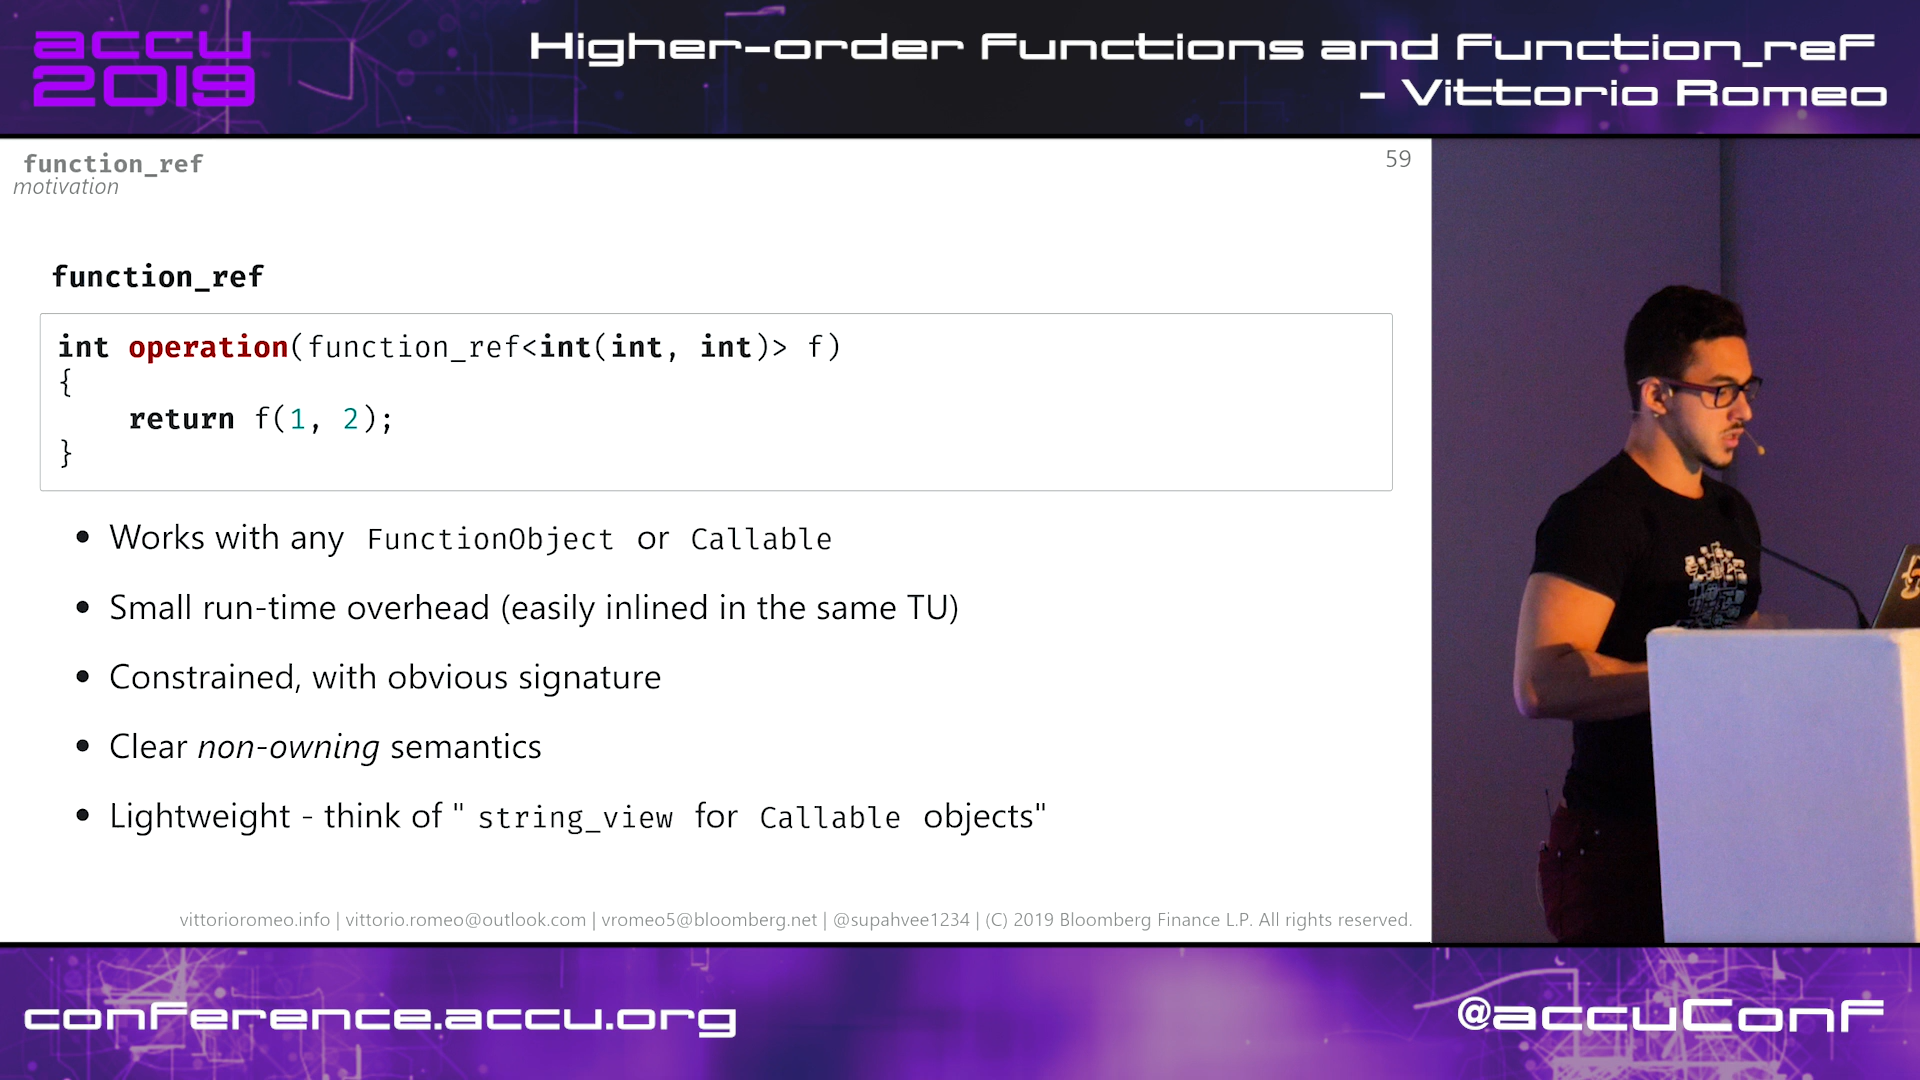 accu
2019
Higher-order Functions and Function_ref
- Vittorio Romeo
function_ref
59
motivation
function_ref
int operation(function_ref<int(int, int)> f)
{
return f(1, 2);
}
• Works with any FunctionObject or Callable
• Small run-time overhead (easily inlined in the same TU)
• Constrained, with obvious signature
• Clear non-owning semantics
• Lightweight - think of " string_view for Callable objects"
vittorioromeo.info | vittorio.romeo@outlook.com | vromeo5@bloomberg.net | @supahvee1234 | (C) 2019 Bloomberg Finance L.P. All rights reserved.
conference.accu.org
@accuConf